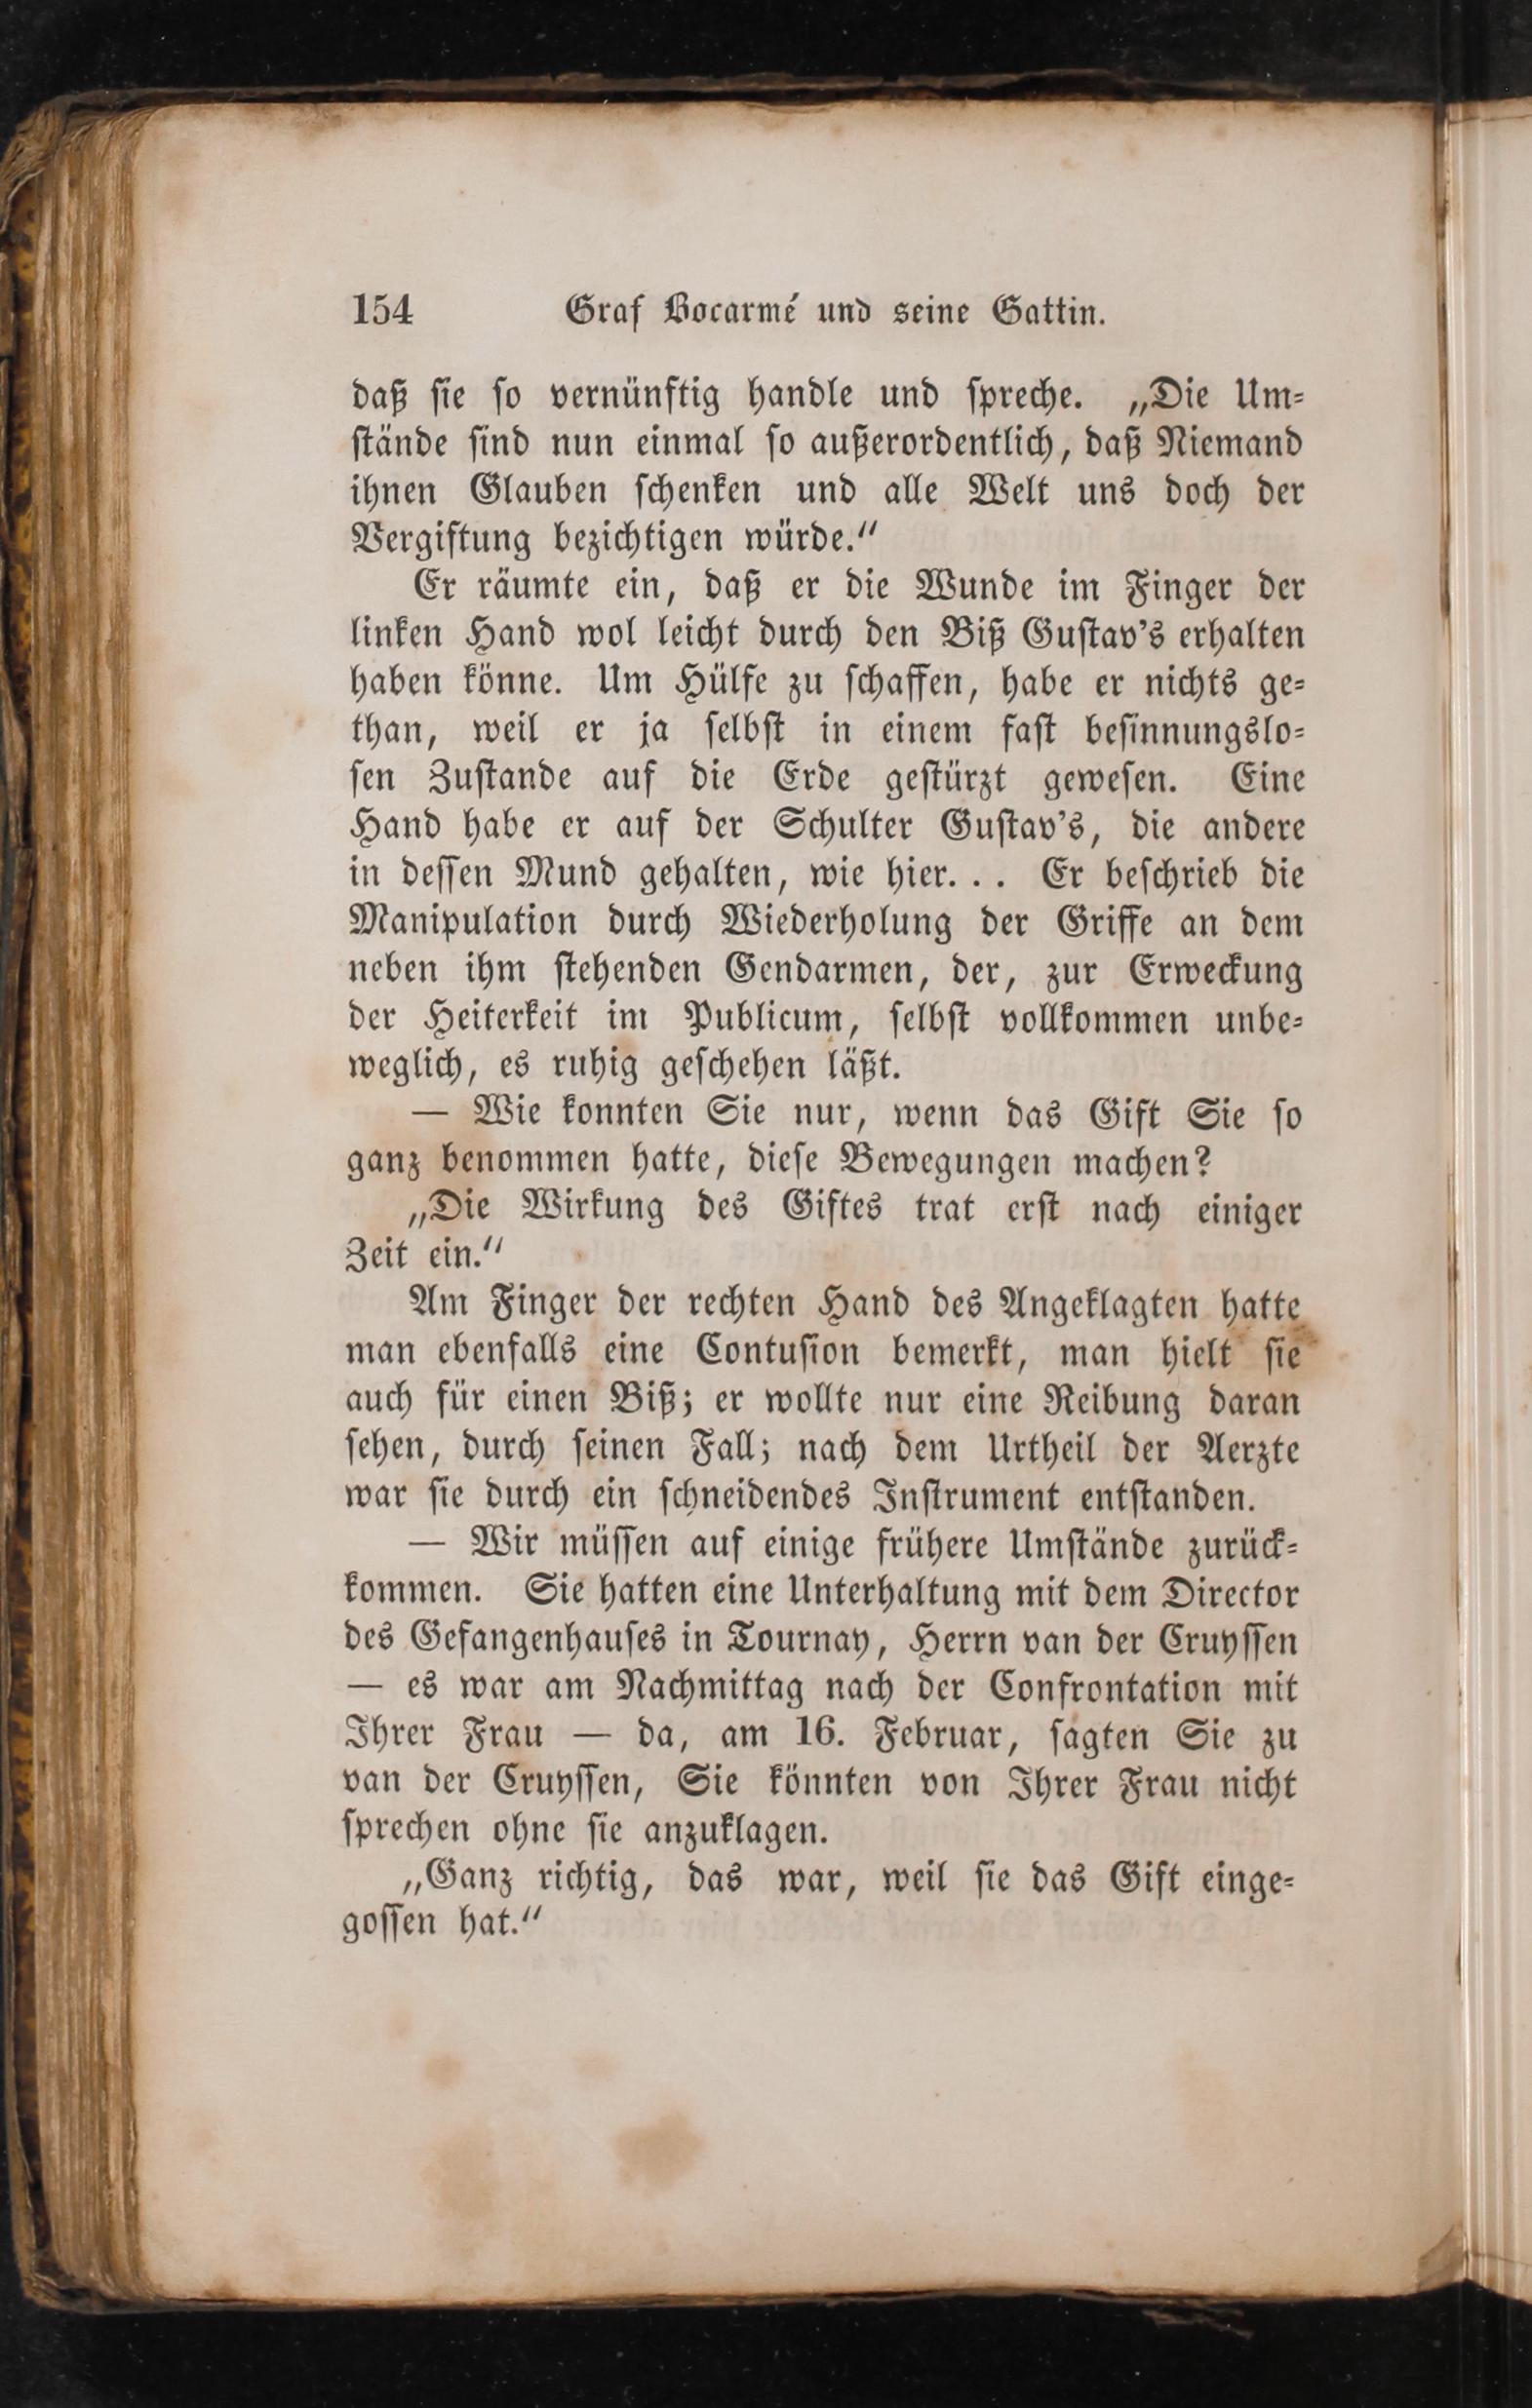 154 Graf Bocarmé und seine Gattin.
daß ſie ſo vernünftig handle und ſpreche. „Die Um⸗
ſtände ſind nun einmal ſo außerordentlich, daß Niemand
ihnen Glauben ſchenken und alle Welt uns doch der
Vergiftung bezichtigen würde.“
Er räumte ein, daß er die Wunde im Finger der
linken Hand wol leicht durch den Biß Guſtav’s erhalten
haben könne. Um Hülfe zu ſchaffen, habe er nichts ge⸗
than, weil er ja ſelbſt in einem faſt beſinnungslo⸗
ſen Zuſtande auf die Erde geſtürzt geweſen. Eine
Hand habe er auf der Schulter Guſtav’s, die andere
in deſſen Mund gehalten, wie hier. . . Er beſchrieb die
Manipulation durch Wiederholung der Griffe an dem
neben ihm ſtehenden Gendarmen, der, zur Erweckung
der Heiterkeit im Publicum, ſelbſt vollkommen unbe⸗
weglich, es ruhig geſchehen läßt.
— Wie konnten Sie nur, wenn das Gift Sie ſo
ganz benommen hatte, dieſe Bewegungen machen?
„Die Wirkung des Giftes trat erſt nach einiger
Zeit ein.“
Am Finger der rechten Hand des Angeklagten hatte
man ebenfalls eine Contuſion bemerkt, man hielt ſie
auch für einen Biß; er wollte nur eine Reibung daran
ſehen, durch ſeinen Fall; nach dem Urtheil der Aerzte
war ſie durch ein ſchneidendes Inſtrument entſtanden.
— Wir müſſen auf einige frühere Umſtände zurück⸗
kommen. Sie hatten eine Unterhaltung mit dem Director
des Gefangenhauſes in Tournay, Herrn van der Cruyſſen
— es war am Nachmittag nach der Confrontation mit
Ihrer Frau — da, am 16. Februar, ſagten Sie zu
van der Cruyſſen, Sie könnten von Ihrer Frau nicht
ſprechen ohne ſie anzuklagen.
„Ganz richtig, das war, weil ſie das Gift einge⸗
goſſen hat.“